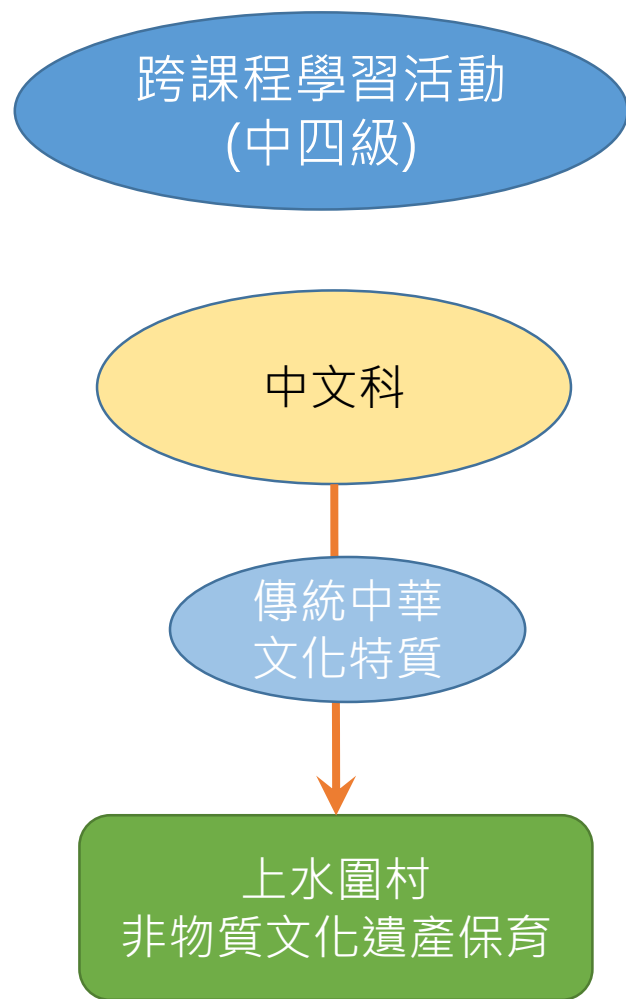 跨課程學習活動
(中四級)
中文科
傳統中華
文化特質
上水圍村
非物質文化遺產保育